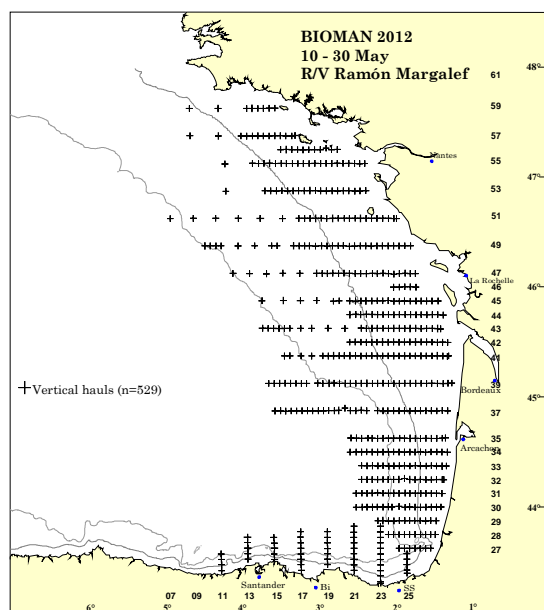 BIOMAN 2012
10 - 30 May
R/V Ramón Margalef
48°
61
59
57
Nantes
55
47°
53
51
49
47
La Rochelle
46°
46
45
44
43
42
41
39
Bordeaux
Vertical hauls (n=529)
45°
37
35
Arcachon
34
33
32
31
30
44°
29
28
27
Santander
Bi
SS
07 09 11 13 15 17 19 21 23 25
6° 5° 4° 3° 2° 1°